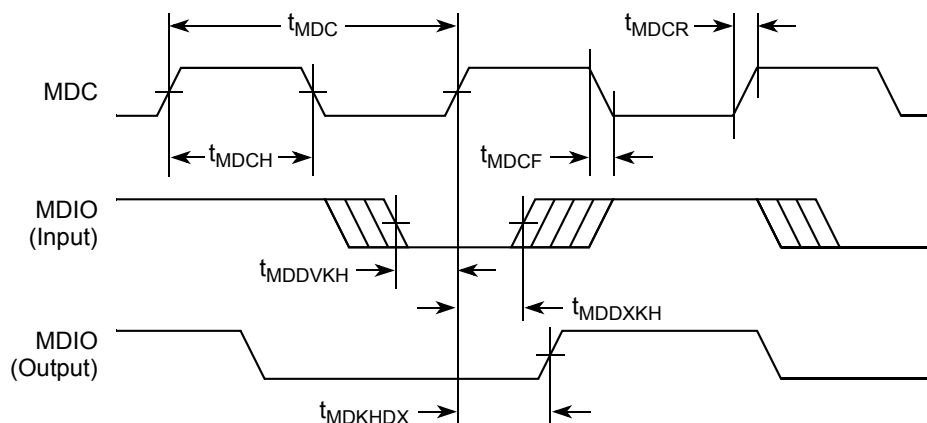 tMDC
tMDCR
MDC
tMDCH
tMDCF
MDIO
(Input)
tMDDVKH
tMDDXKH
MDIO
(Output)
tMDKHDX